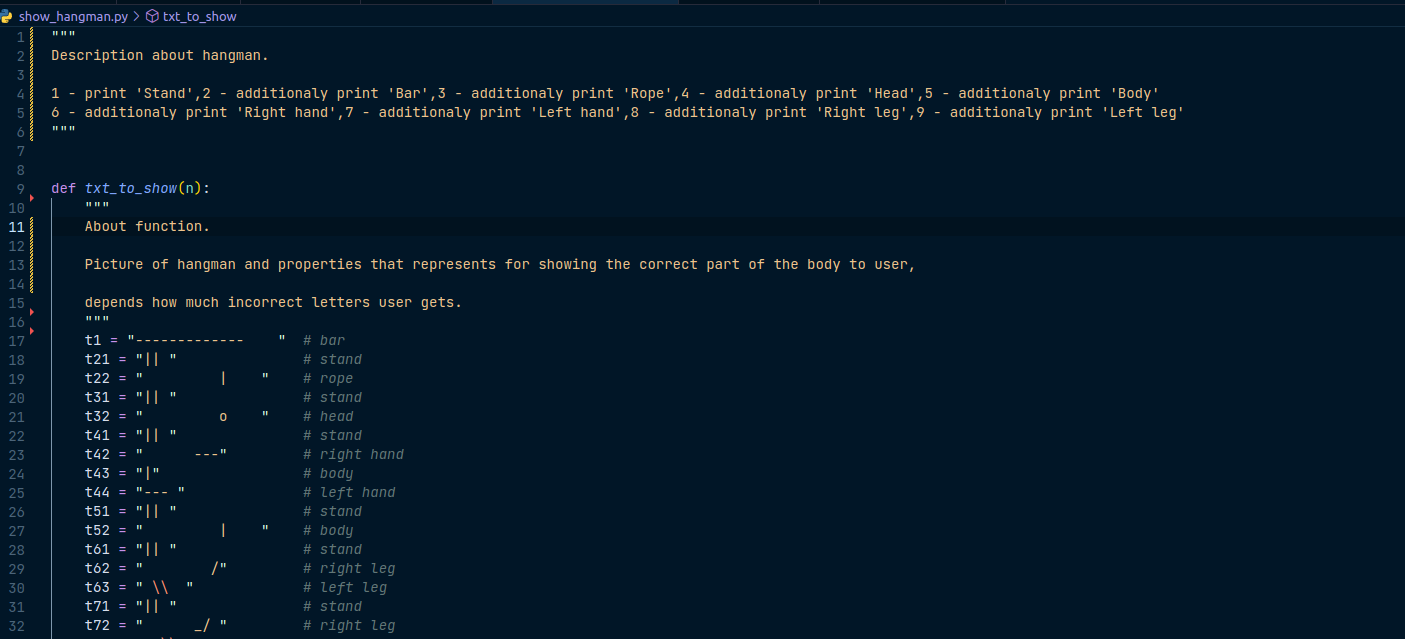 show_hangman.py > txt_to_show
1 """
2 Description about hangman.
3
4 1 - print 'Stand',2 - additionaly print 'Bar',3 - additionaly print 'Rope',4 - additionaly print 'Head',5 - additionaly print 'Body'
5 6 - additionaly print 'Right hand',7 - additionaly print 'Left hand',8 - additionaly print 'Right leg',9 - additionaly print 'Left leg'
6 """
7
8
9 def txt_to_show(n):
10     """
11     About function.
12
13     Picture of hangman and properties that represents for showing the correct part of the body to user,
14
15     depends how much incorrect letters user gets.
16     """
17     t1 = "-------------    "  # bar
18     t21 = "|| "               # stand
19     t22 = "         |    "    # rope
20     t31 = "|| "               # stand
21     t32 = "         o    "    # head
22     t41 = "|| "               # stand
23     t42 = "      ---"         # right hand
24     t43 = "|"                 # body
25     t44 = "--- "              # left hand
26     t51 = "|| "               # stand
27     t52 = "         |    "    # body
28     t61 = "|| "               # stand
29     t62 = "        /"         # right leg
30     t63 = " \\  "             # left leg
31     t71 = "|| "               # stand
32     t72 = "      _/ "         # right leg